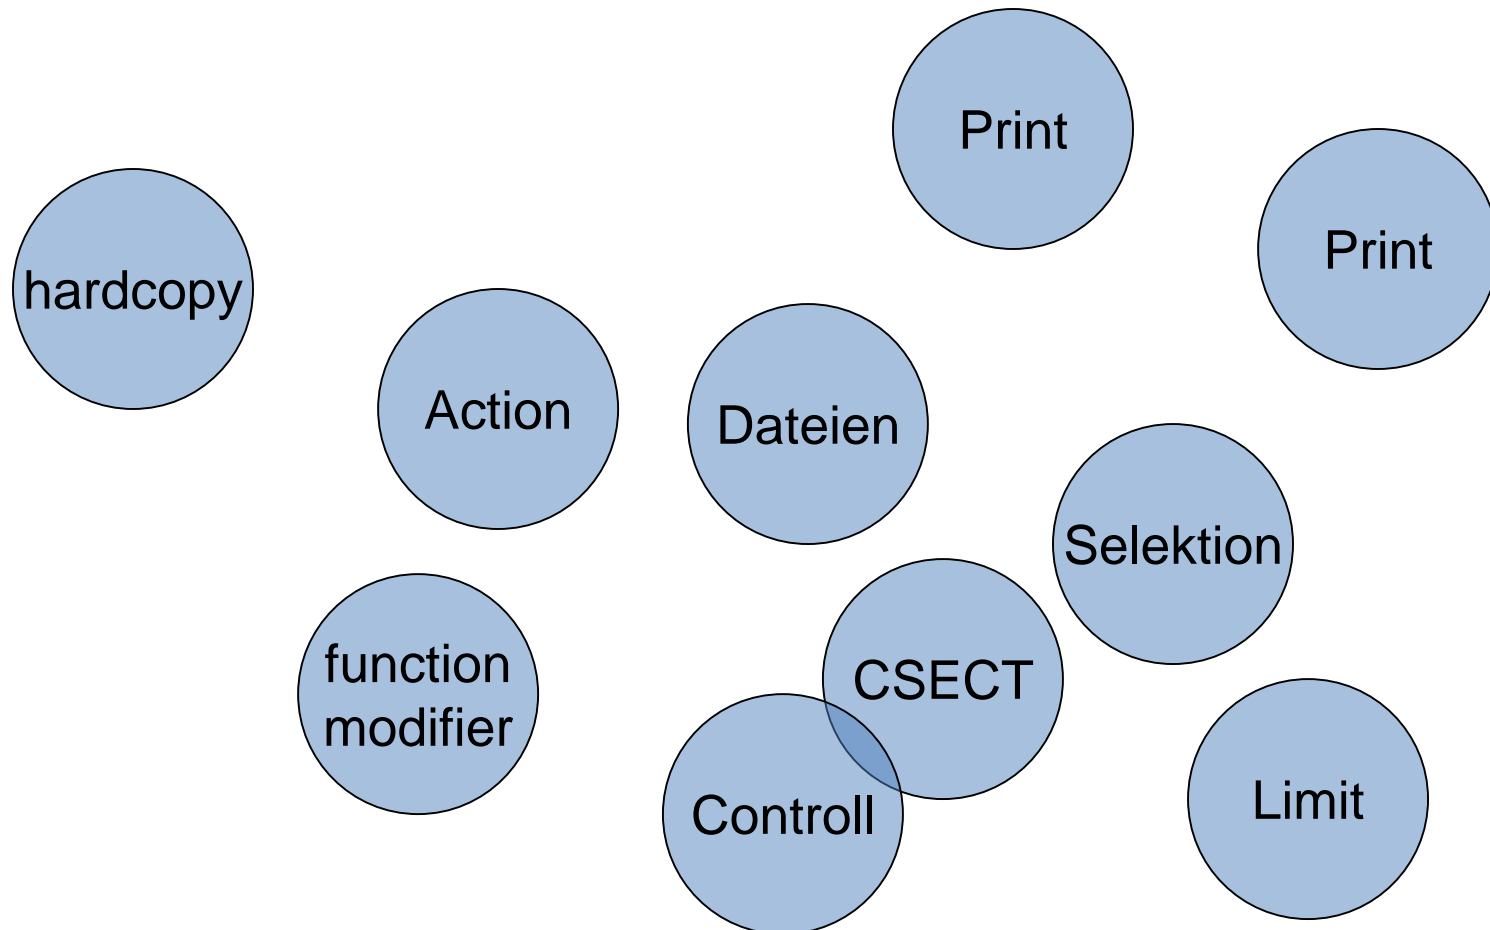 Print
Print
hardcopy
Action
Dateien
Selektion
function
modifier
CSECT
Controll
Limit